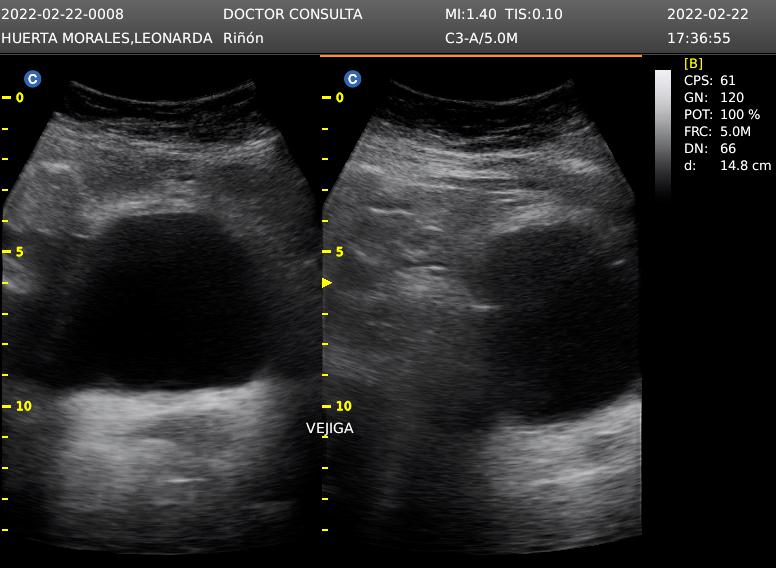 2022-02-22-0008 DOCTOR CONSULTA MI:1.40 TIS:0.10 2022-02-22
HUERTA MORALES,LEONARDA Riñón C3-A/5.0M 17:36:55
C C
[B]
CPS: 61
GN: 120
POT: 100 %
FRC: 5.0M
DN: 66
d: 14.8 cm
0 0
5 5
10 10
VEJIGA